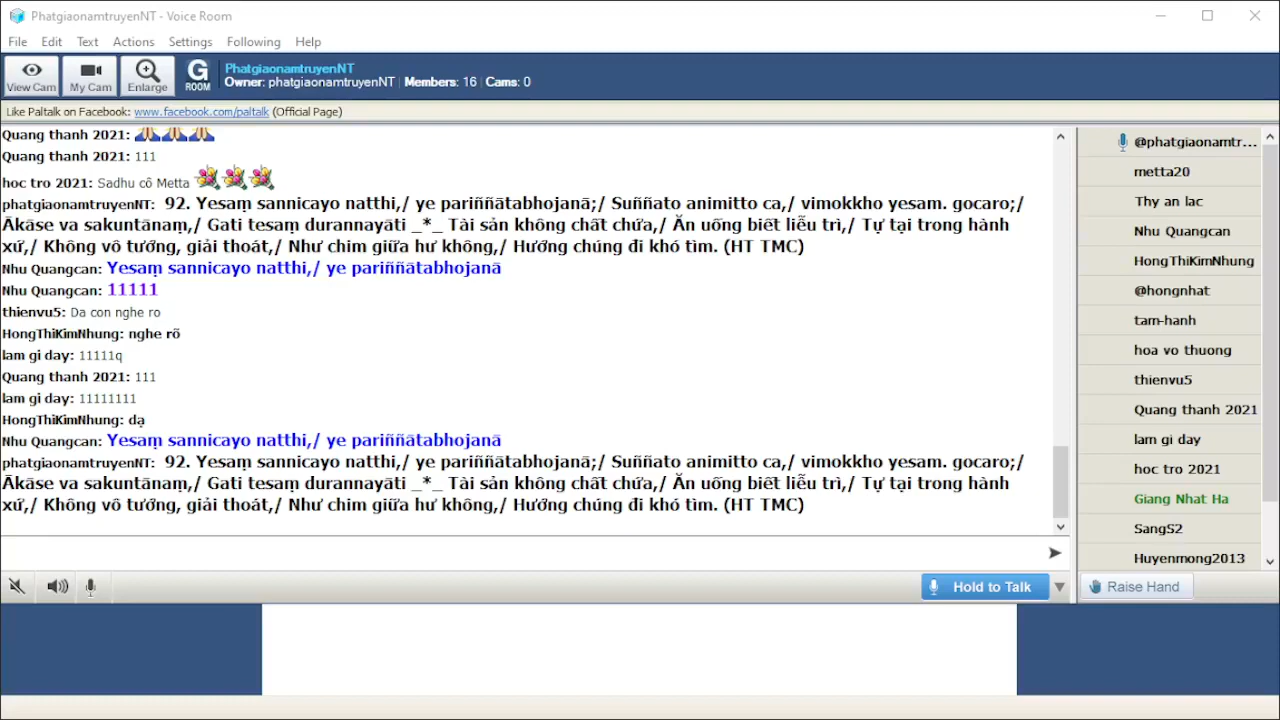 PhatgiaonamtruyenNT - Voice Room
File Edit Text Actions Settings Following Help
View Cam My Cam Enlarge G ROOM
PhatgiaonamtruyenNT
Owner: phatgiaonamtruyenNT | Members: 16 | Cams: 0
Like Paltalk on Facebook: www.facebook.com/paltalk (Official Page)
Quang thanh 2021:
Quang thanh 2021: 111
hoc tro 2021: Sadhu cô Metta
phatgiaonamtruyenNT: 92. Yesaṃ sannicayo natthi,/ ye pariññātabhojanā;/ Suññato animitto ca,/ vimokkho yesam. gocaro;/
Ākāse va sakuntānaṃ,/ Gati tesaṃ durannayāti _*_ Tài sản không chất chứa,/ Ăn uống biết liễu tri,/ Tự tại trong hành
xứ,/ Không vô tướng, giải thoát,/ Như chim giữa hư không,/ Hướng chúng đi khó tìm. (HT TMC)
Nhu Quangcan: Yesaṃ sannicayo natthi,/ ye pariññātabhojanā
Nhu Quangcan: 11111
thienvu5: Da con nghe ro
HongThiKimNhung: nghe rõ
lam gi day: 11111q
Quang thanh 2021: 111
lam gi day: 11111111
HongThiKimNhung: dạ
Nhu Quangcan: Yesaṃ sannicayo natthi,/ ye pariññātabhojanā
phatgiaonamtruyenNT: 92. Yesaṃ sannicayo natthi,/ ye pariññātabhojanā;/ Suññato animitto ca,/ vimokkho yesam. gocaro;/
Ākāse va sakuntānaṃ,/ Gati tesaṃ durannayāti _*_ Tài sản không chất chứa,/ Ăn uống biết liễu tri,/ Tự tại trong hành
xứ,/ Không vô tướng, giải thoát,/ Như chim giữa hư không,/ Hướng chúng đi khó tìm. (HT TMC)
Hold to Talk
@phatgiaonamtr...
metta20
Thy an lac
Nhu Quangcan
HongThiKimNhung
@hongnhat
tam-hanh
hoa vo thuong
thienvu5
Quang thanh 2021
lam gi day
hoc tro 2021
Giang Nhat Ha
SangS2
Huyenmong2013
Raise Hand